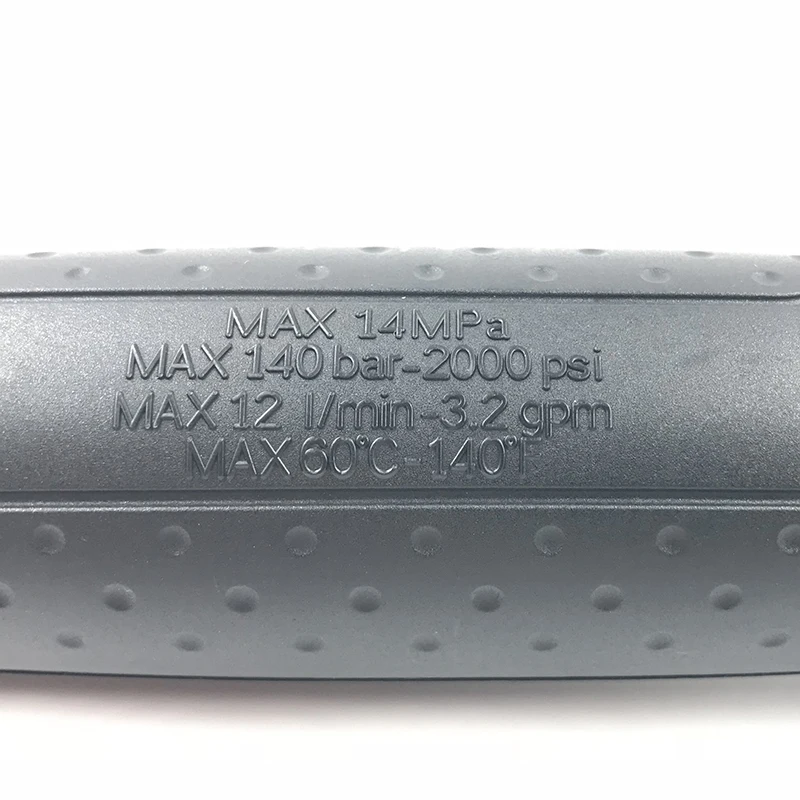 MAX 14MPa
MAX 140 bar-2000 psi
MAX 12 l/min-3.2 gpm
MAX 60°C-140°F